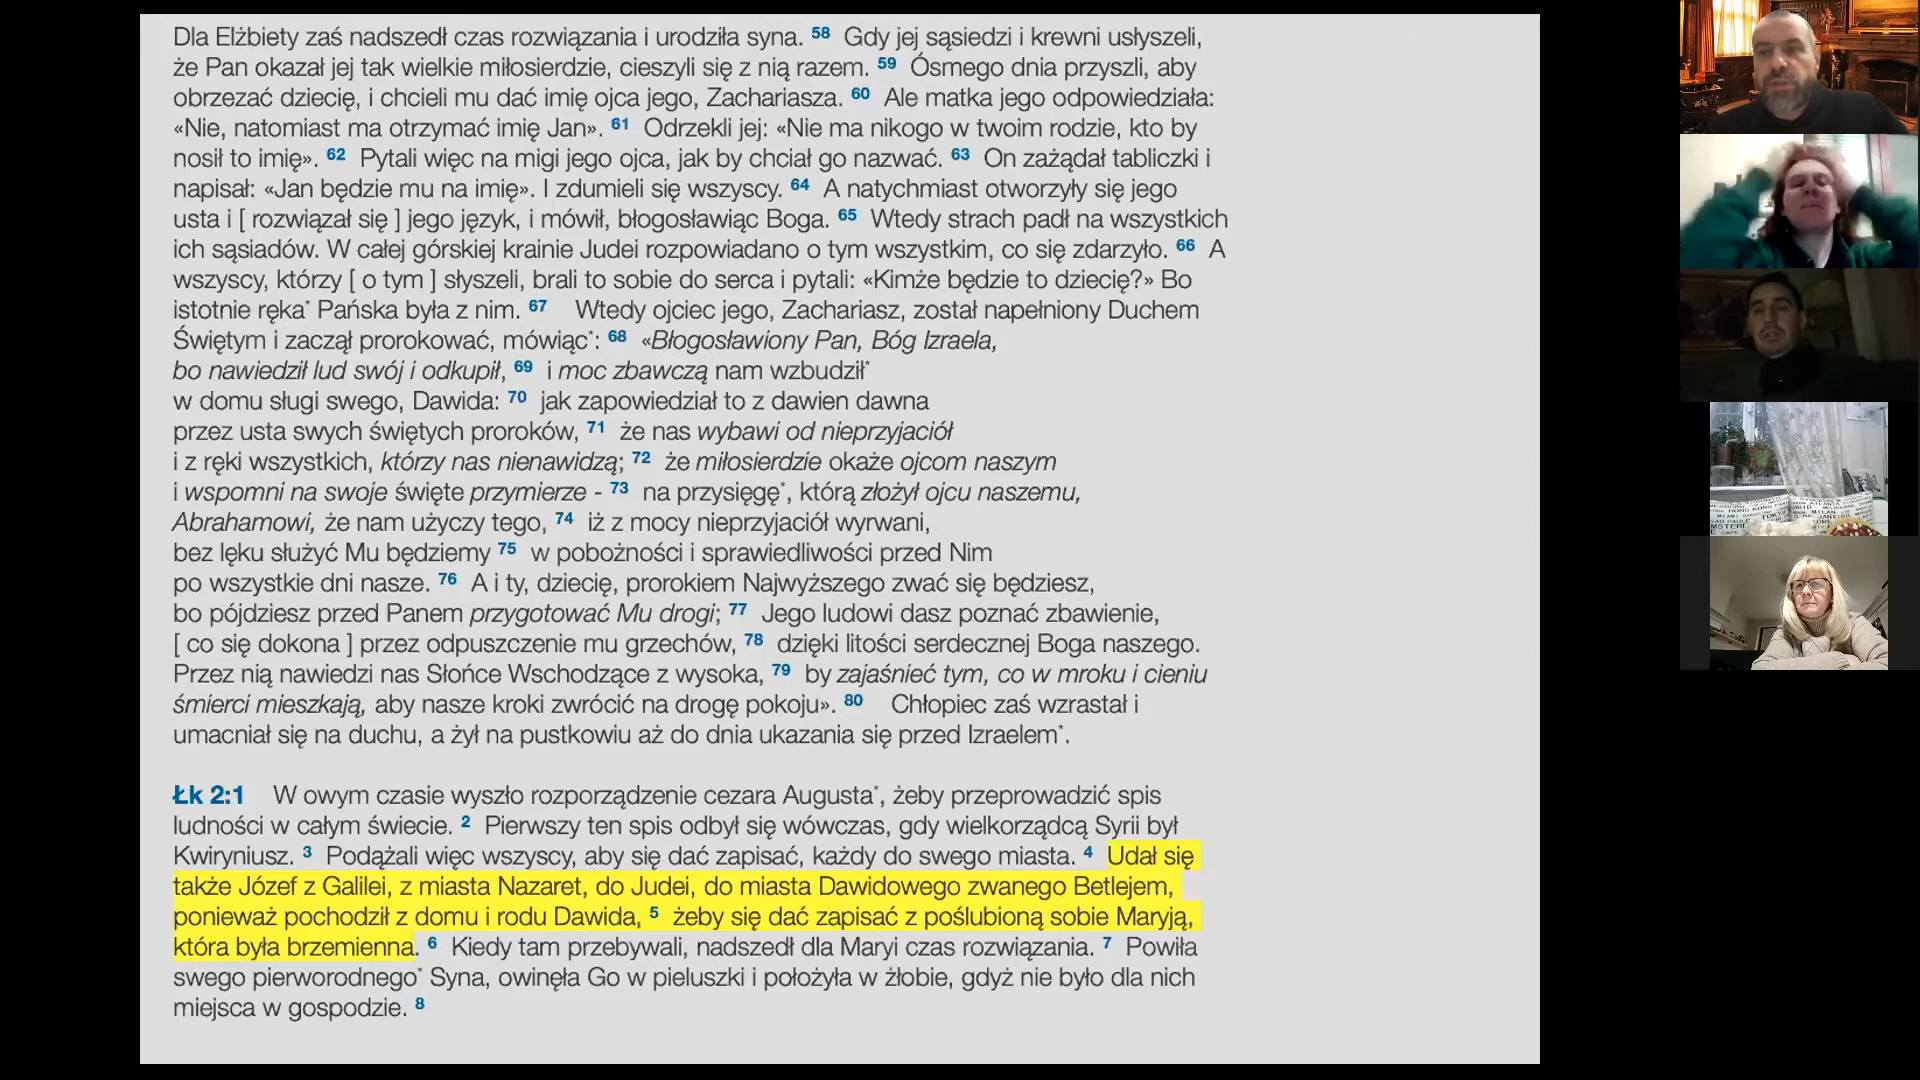 Dla Elżbiety zaś nadszedł czas rozwiązania i urodziła syna. 58 Gdy jej sąsiedzi i krewni usłyszeli,
że Pan okazał jej tak wielkie miłosierdzie, cieszyli się z nią razem. 59 Ósmego dnia przyszli, aby
obrzezać dziecię, i chcieli mu dać imię ojca jego, Zachariasza. 60 Ale matka jego odpowiedziała:
«Nie, natomiast ma otrzymać imię Jan». 61 Odrzekli jej: «Nie ma nikogo w twoim rodzie, kto by
nosił to imię». 62 Pytali więc na migi jego ojca, jak by chciał go nazwać. 63 On zażądał tabliczki i
napisał: «Jan będzie mu na imię». I zdumieli się wszyscy. 64 A natychmiast otworzyły się jego
usta i [ rozwiązał się ] jego język, i mówił, błogosławiąc Boga. 65 Wtedy strach padł na wszystkich
ich sąsiadów. W całej górskiej krainie Judei rozpowiadano o tym wszystkim, co się zdarzyło. 66 A
wszyscy, którzy [ o tym ] słyszeli, brali to sobie do serca i pytali: «Kimże będzie to dziecię?» Bo
istotnie ręka* Pańska była z nim. 67 Wtedy ojciec jego, Zachariasz, został napełniony Duchem
Świętym i zaczął prorokować, mówiąc*: 68 «Błogosławiony Pan, Bóg Izraela,
bo nawiedził lud swój i odkupił, 69 i moc zbawczą nam wzbudził*
w domu sługi swego, Dawida: 70 jak zapowiedział to z dawien dawna
przez usta swych świętych proroków, 71 że nas wybawi od nieprzyjaciół
i z ręki wszystkich, którzy nas nienawidzą; 72 że miłosierdzie okaże ojcom naszym
i wspomni na swoje święte przymierze - 73 na przysięgę*, którą złożył ojcu naszemu,
Abrahamowi, że nam użyczy tego, 74 iż z mocy nieprzyjaciół wyrwani,
bez lęku służyć Mu będziemy 75 w pobożności i sprawiedliwości przed Nim
po wszystkie dni nasze. 76 A i ty, dziecię, prorokiem Najwyższego zwać się będziesz,
bo pójdziesz przed Panem przygotować Mu drogi; 77 Jego ludowi dasz poznać zbawienie,
[ co się dokona ] przez odpuszczenie mu grzechów, 78 dzięki litości serdecznej Boga naszego.
Przez nią nawiedzi nas Słońce Wschodzące z wysoka, 79 by zajaśnieć tym, co w mroku i cieniu
śmierci mieszkają, aby nasze kroki zwrócić na drogę pokoju». 80 Chłopiec zaś wzrastał i
umacniał się na duchu, a żył na pustkowiu aż do dnia ukazania się przed Izraelem*.
Łk 2:1 W owym czasie wyszło rozporządzenie cezara Augusta*, żeby przeprowadzić spis
ludności w całym świecie. 2 Pierwszy ten spis odbył się wówczas, gdy wielkorządcą Syrii był
Kwiryniusz. 3 Podążali więc wszyscy, aby się dać zapisać, każdy do swego miasta. 4 Udał się
także Józef z Galilei, z miasta Nazaret, do Judei, do miasta Dawidowego zwanego Betlejem,
ponieważ pochodził z domu i rodu Dawida, 5 żeby się dać zapisać z poślubioną sobie Maryją,
która była brzemienna. 6 Kiedy tam przebywali, nadszedł dla Maryi czas rozwiązania. 7 Powiła
swego pierworodnego* Syna, owinęła Go w pieluszki i położyła w żłobie, gdyż nie było dla nich
miejsca w gospodzie. 8